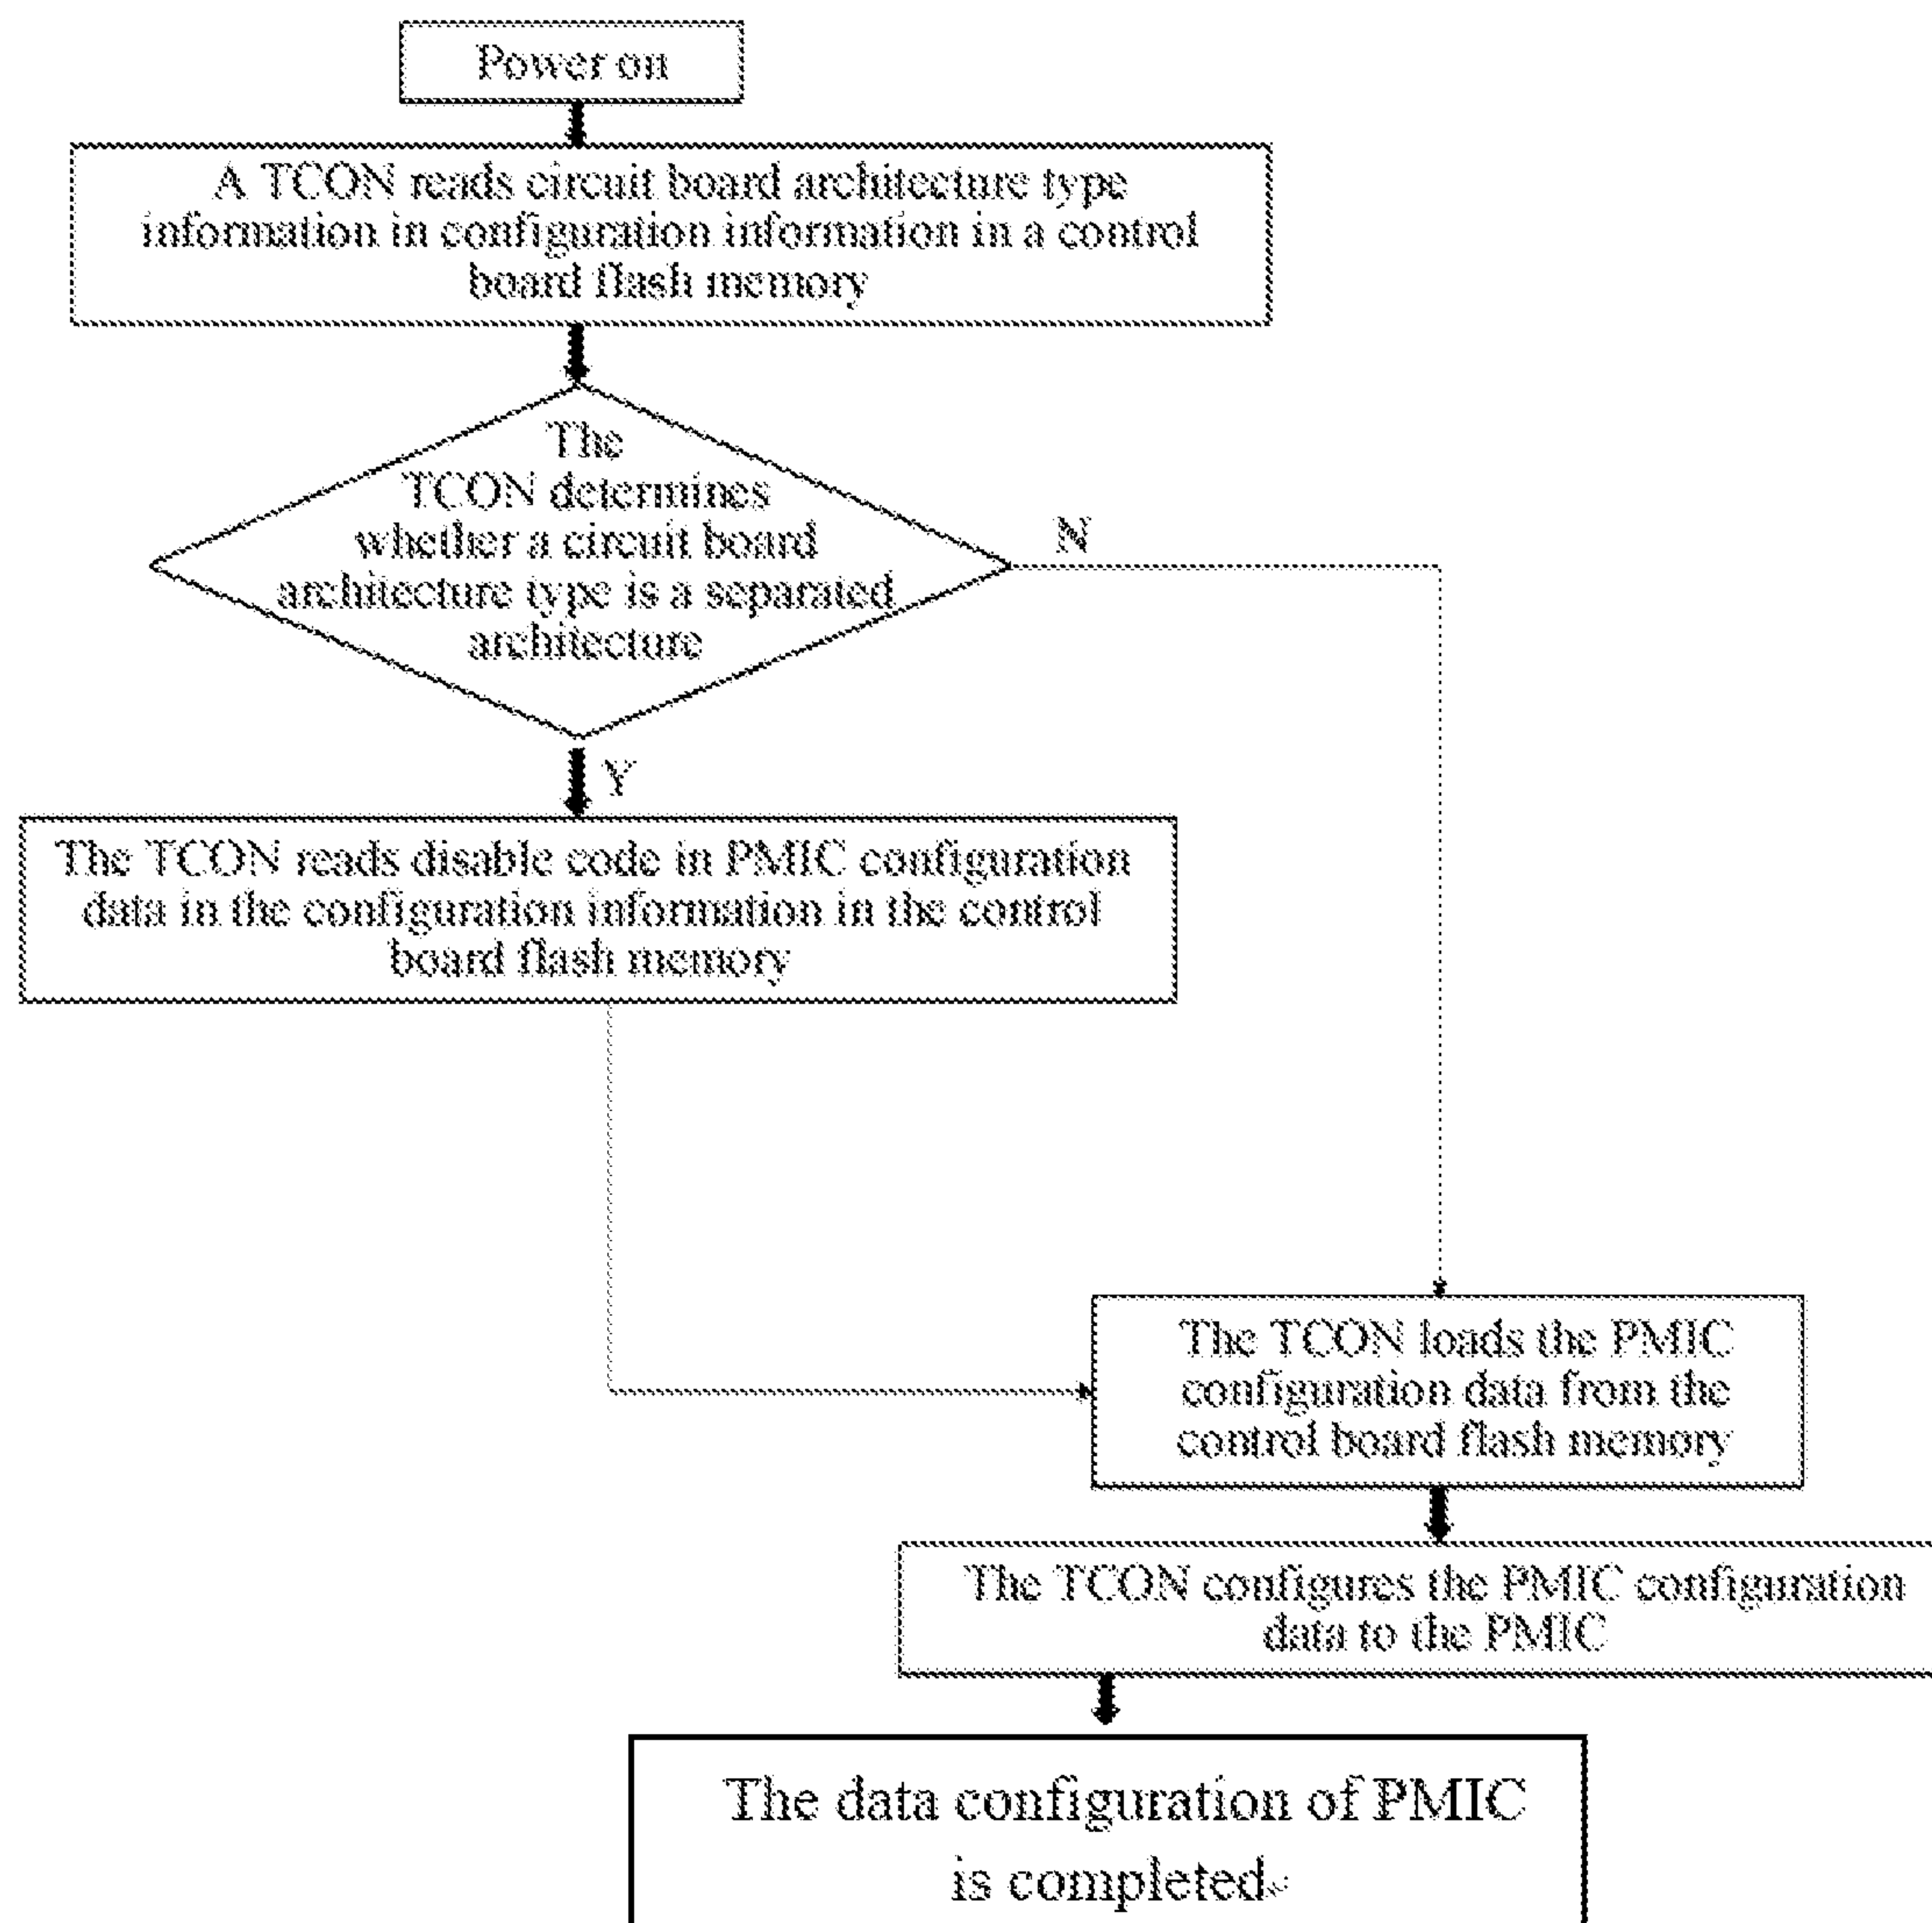 Power on
A TCON reads circuit board architecture type
information in configuration information in a control
board flash memory
The
TCON determines
whether a circuit board
architecture type is a separated
architecture
N
Y
The TCON reads disable code in PMIC configuration
data in the configuration information in the control
board flash memory
The TCON loads the PMIC
configuration data from the
control board flash memory
The TCON configures the PMIC configuration
data to the PMIC
The data configuration of PMIC
is completed